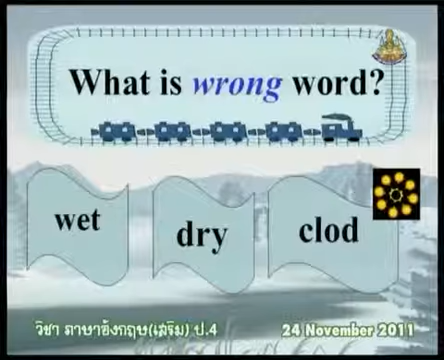 What is wrong word?
wet
dry
clod
วิชา ภาษาอังกฤษ(เสริม) ป.4
24 November 2011